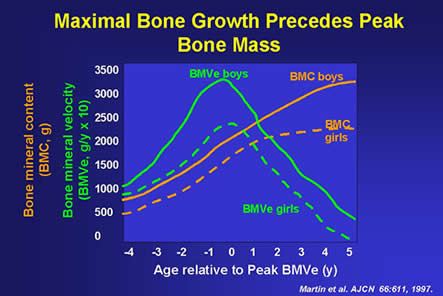 Maximal Bone Growth Precedes Peak
Bone Mass
Bone mineral content
(BMC, g)
Bone mineral velocity
(BMVe, g/y x 10)
3500
3000
2500
2000
1500
1000
500
0
BMVe boys
BMC boys
BMC
girls
BMVe girls
-4 -3 -2 -1 0 1 2 3 4 5
Age relative to Peak BMVe (y)
Martin et al. AJCN 66:611, 1997.